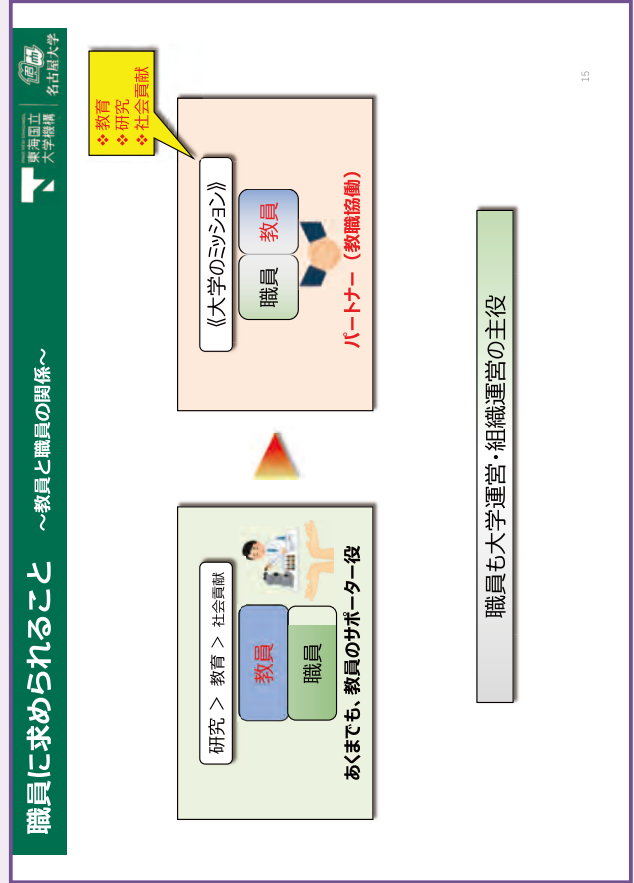 職員に求められること ～教員と職員の関係～
東海国立
大学機構
名古屋大学
研究 ＞ 教育 ＞ 社会貢献
教員
職員
あくまでも、教員のサポーター役
❖ 教育
❖ 研究
❖ 社会貢献
《大学のミッション》
職員 教員
パートナー（教職協働）
職員も大学運営・組織運営の主役
15